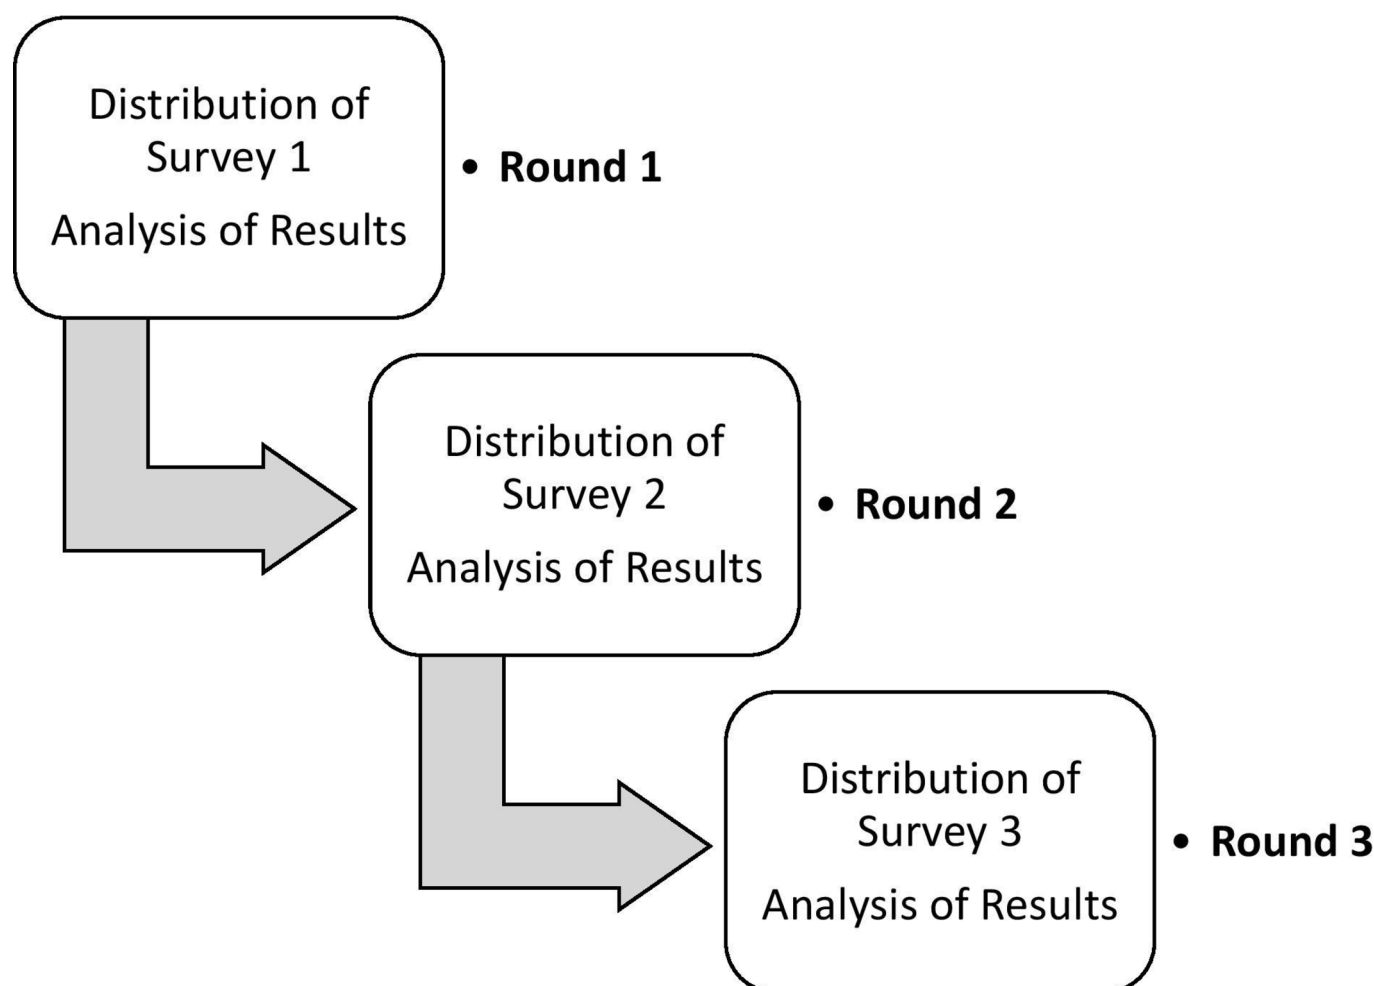 Distribution of
Survey 1
Analysis of Results
• Round 1
Distribution of
Survey 2
Analysis of Results
• Round 2
Distribution of
Survey 3
Analysis of Results
• Round 3